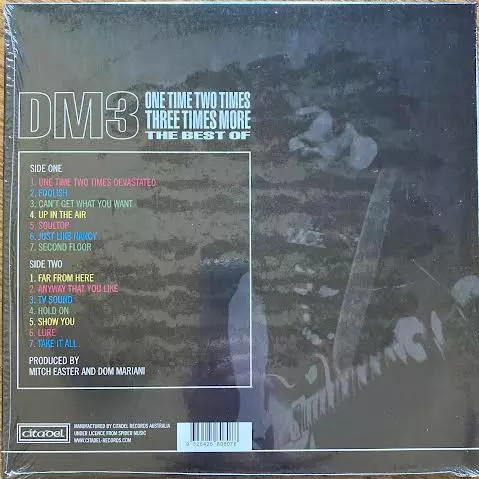 DM3
ONE TIME TWO TIMES
THREE TIMES MORE
THE BEST OF
SIDE ONE
1. ONE TIME TWO TIMES DEVASTATED
2. FOOLISH
3. CAN'T GET WHAT YOU WANT
4. UP IN THE AIR
5. SOULTOP
6. JUST LIKE NANCY
7. SECOND FLOOR
SIDE TWO
1. FAR FROM HERE
2. ANYWAY THAT YOU LIKE
3. TV SOUND
4. HOLD ON
5. SHOW YOU
6. LURE
7. TAKE IT ALL
PRODUCED BY
MITCH EASTER AND DOM MARIANI
citadel
MANUFACTURED BY CITADEL RECORDS AUSTRALIA
UNDER LICENCE FROM SPIDER MUSIC
WWW.CITADEL-RECORDS.COM